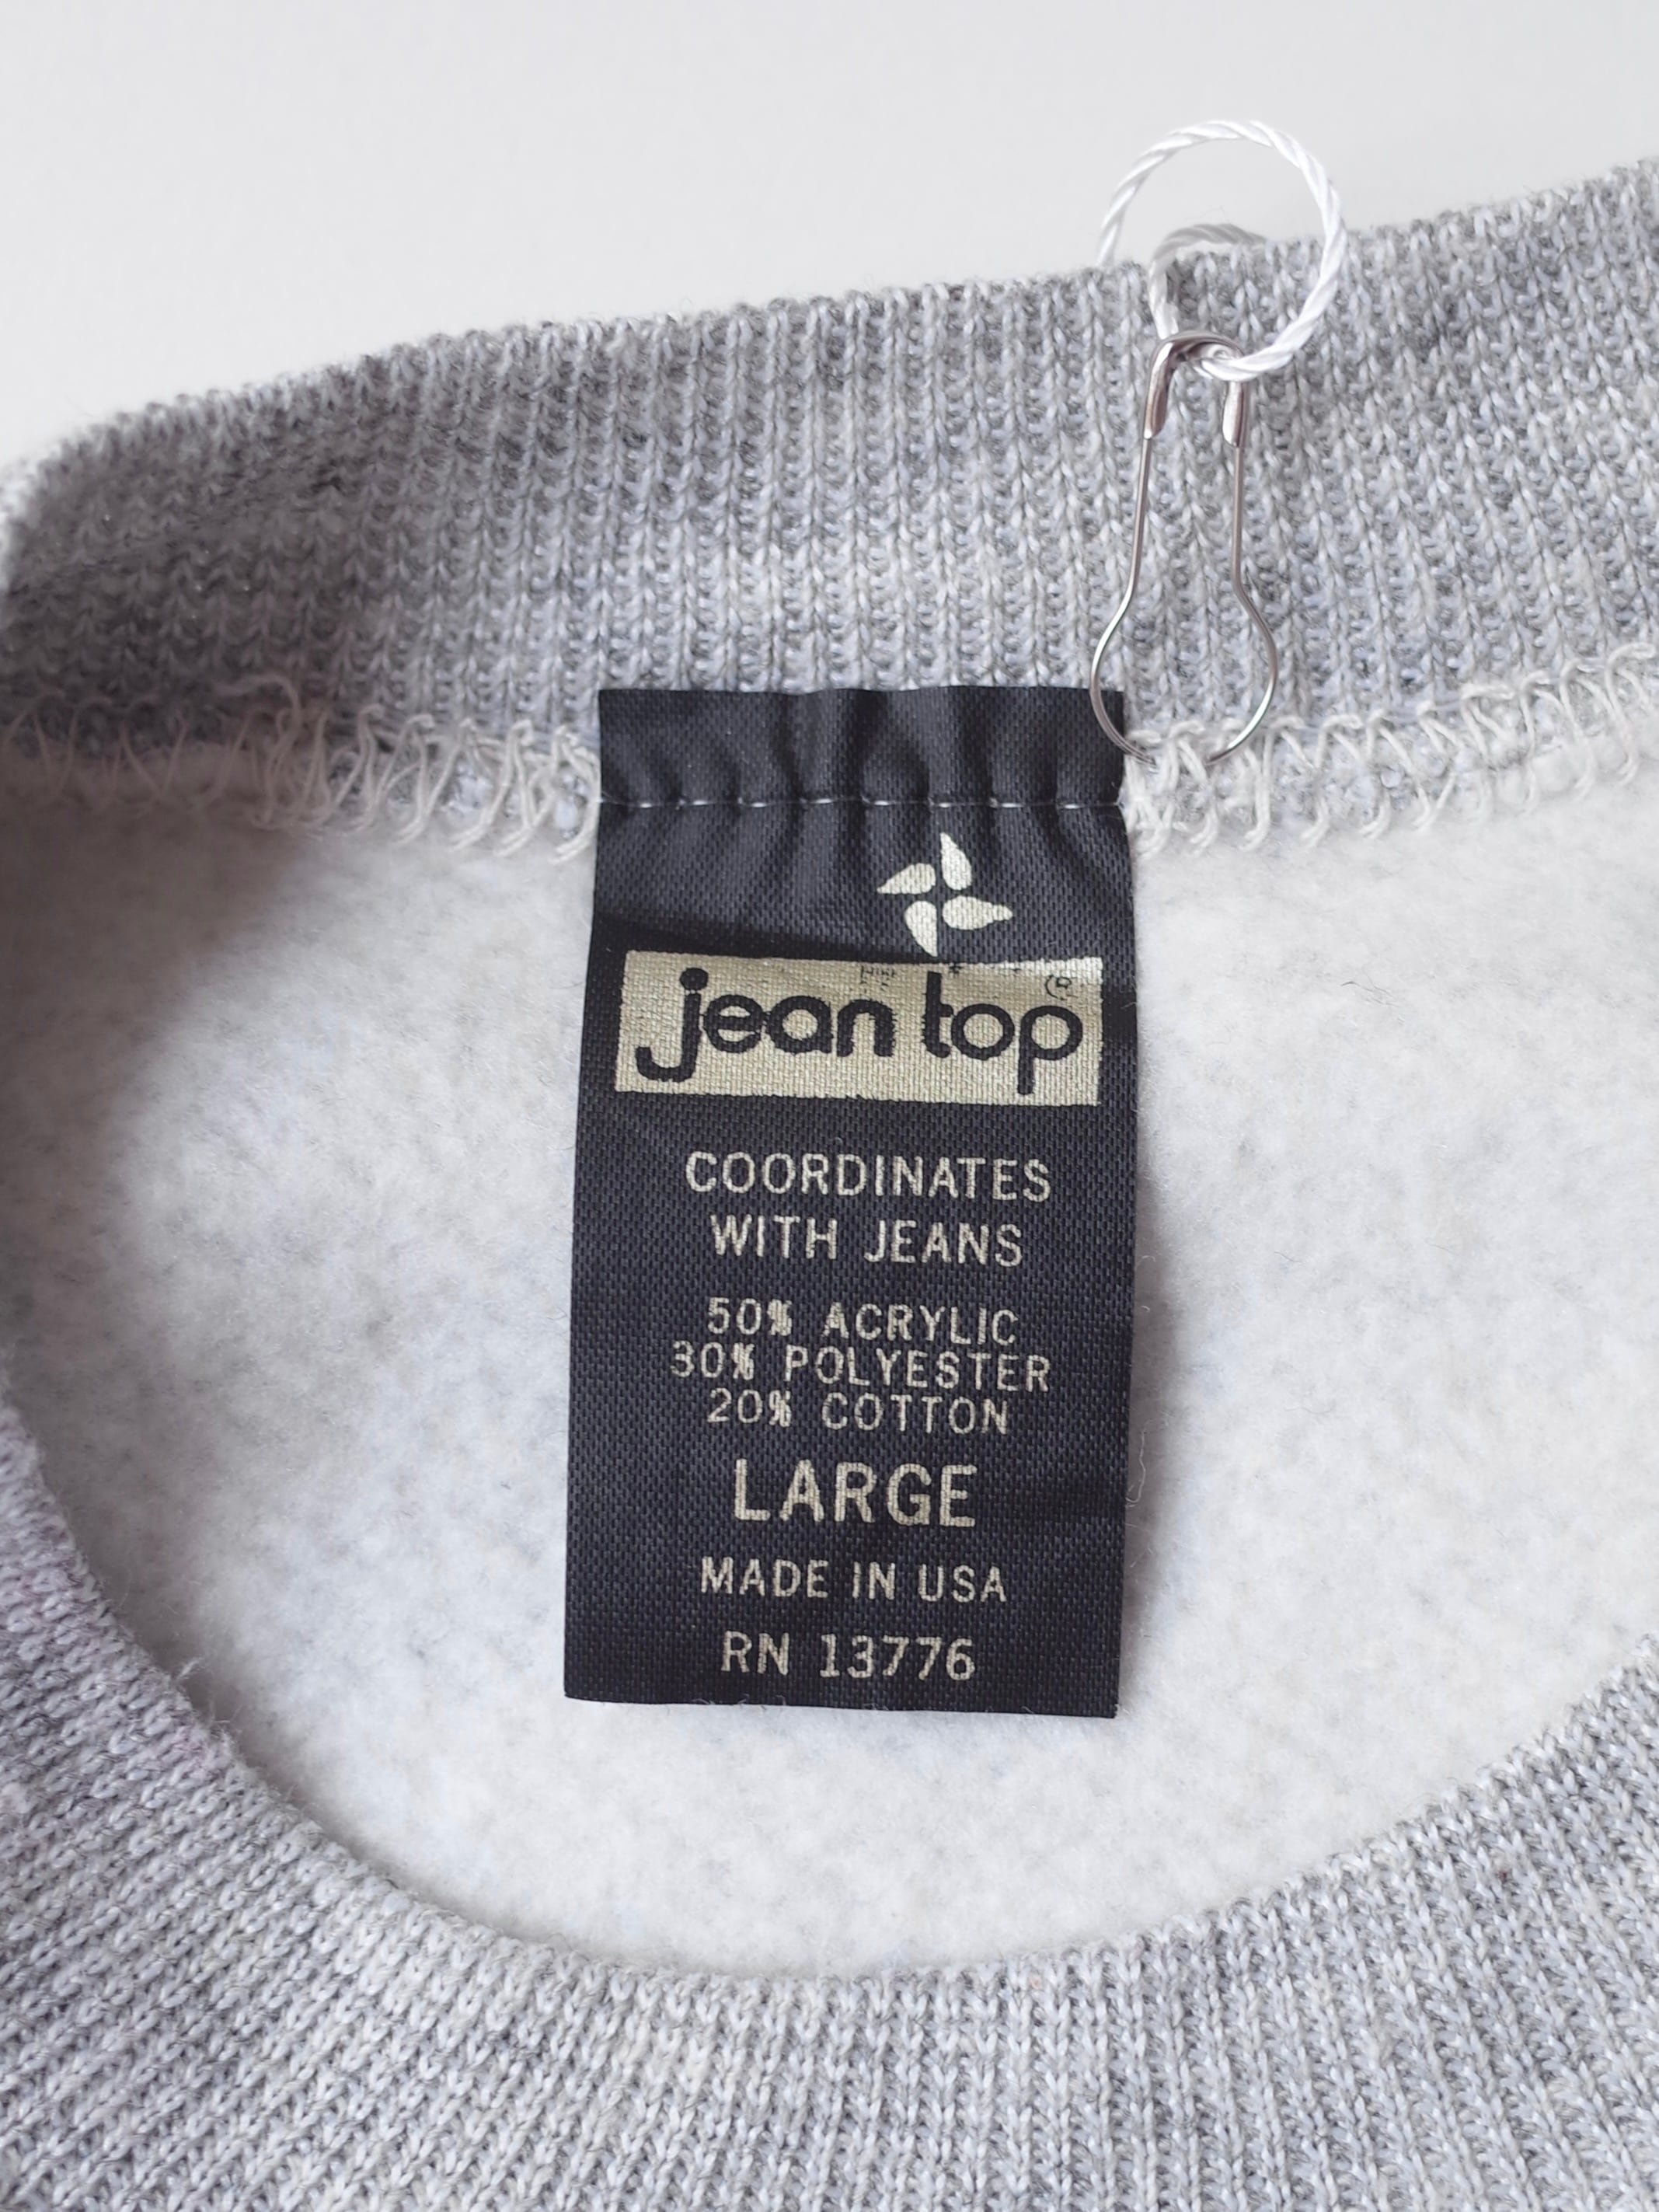 jean top ®
COORDINATES
WITH JEANS
50% ACRYLIC
30% POLYESTER
20% COTTON
LARGE
MADE IN USA
RN 13776